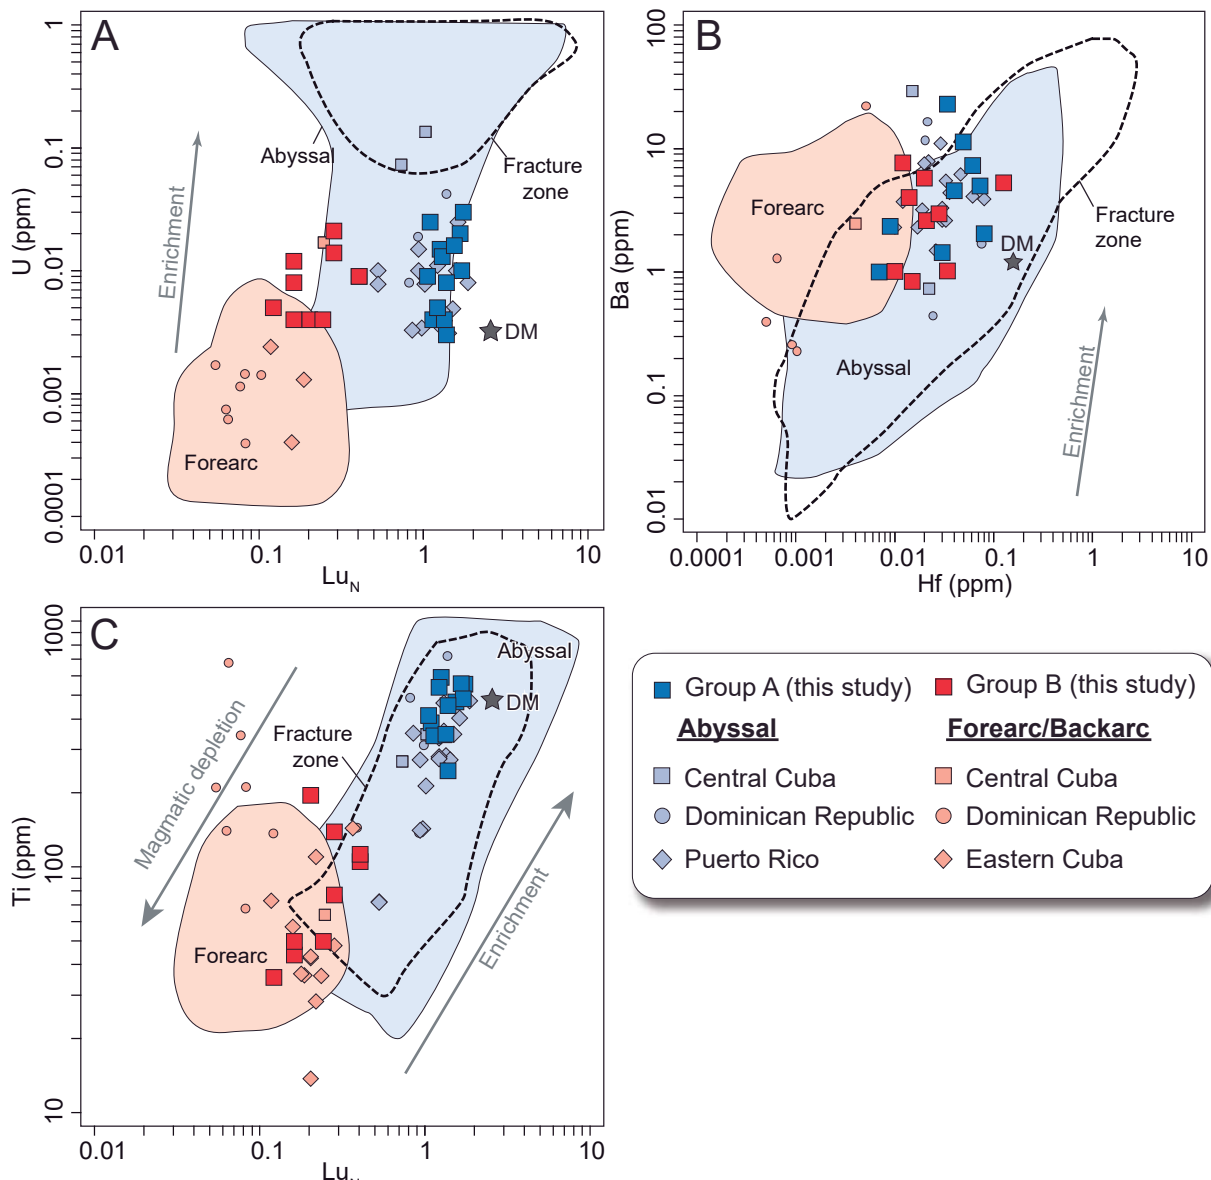 A
1
0.1
0.01
0.001
0.0001
U (ppm)
Enrichment
Abyssal
Fracture
zone
DM
Forearc
0.01
0.1
1
10
LuN
B
100
10
1
0.1
0.01
Ba (ppm)
Forearc
Fracture
zone
DM
Abyssal
Enrichment
0.0001
0.001
0.01
0.1
1
10
Hf (ppm)
C
1000
100
10
Ti (ppm)
Magmatic depletion
Fracture
zone
Abyssal
DM
Forearc
Enrichment
0.01
0.1
1
10
LuN
Group A (this study)
Group B (this study)
Abyssal
Forearc/Backarc
Central Cuba
Central Cuba
Dominican Republic
Dominican Republic
Puerto Rico
Eastern Cuba